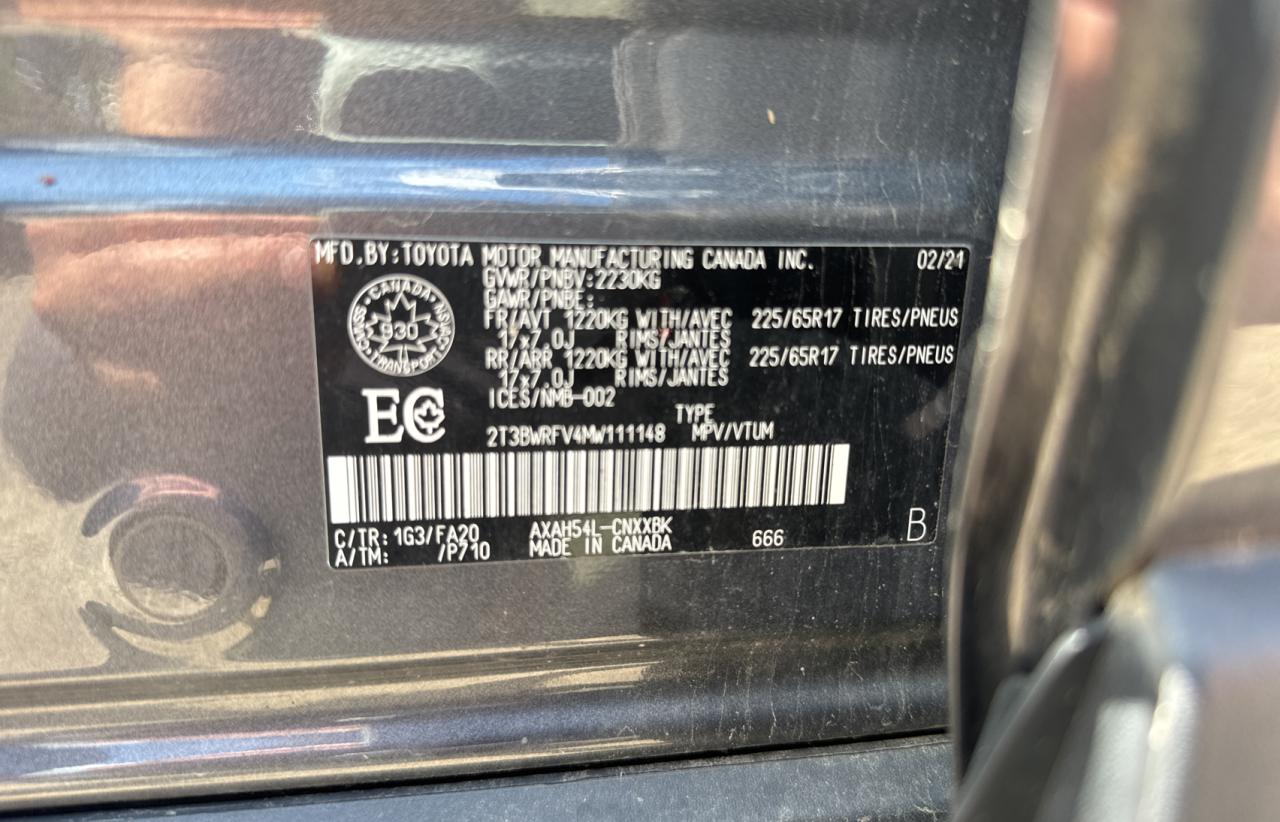 MFD.BY:TOYOTA MOTOR MANUFACTURING CANADA INC. 02/21
GVWR/PNBV:2230KG
GAWR/PNBE:
FR/AVT 1220KG WITH/AVEC 225/65R17 TIRES/PNEUS
17x7.0J RIMS/JANTES
RR/ARR 1220KG WITH/AVEC 225/65R17 TIRES/PNEUS
17x7.0J RIMS/JANTES
ICES/NMB-002
CANADA
930
TRANSPORT
EC
TYPE
2T3BWRFV4MW111148 MPV/VTUM
C/TR: 1G3/FA20 AXAH54L-CNXXBK
A/TM: /P710 MADE IN CANADA 666
B